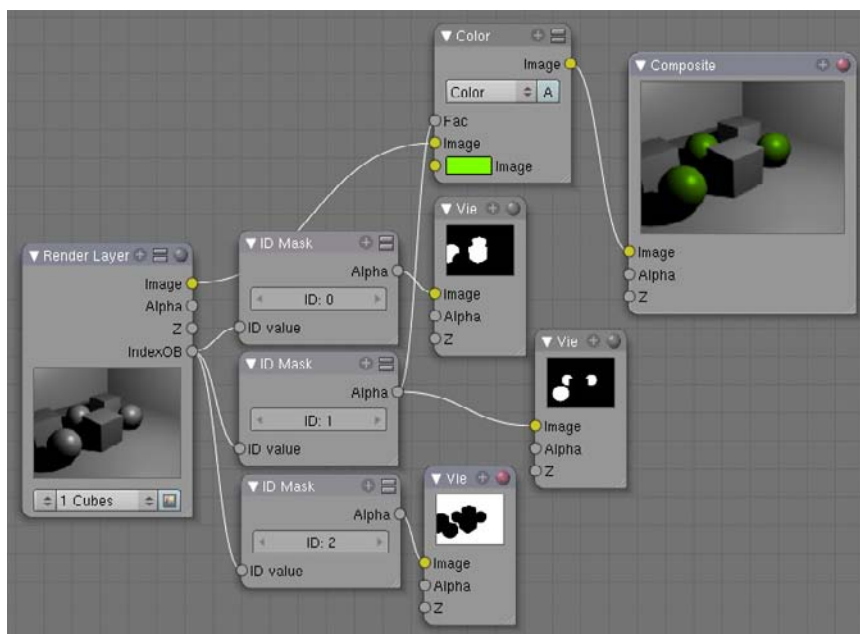 Render Layer
Image
Alpha
Z
IndexOB
1 Cubes
ID Mask
Alpha
ID: 0
ID value
ID Mask
Alpha
ID: 1
ID value
ID Mask
Alpha
ID: 2
ID value
Color
Image
Color
A
Fac
Image
Image
Vie
Image
Alpha
Z
Vie
Image
Alpha
Z
Vie
Image
Alpha
Z
Composite
Image
Alpha
Z